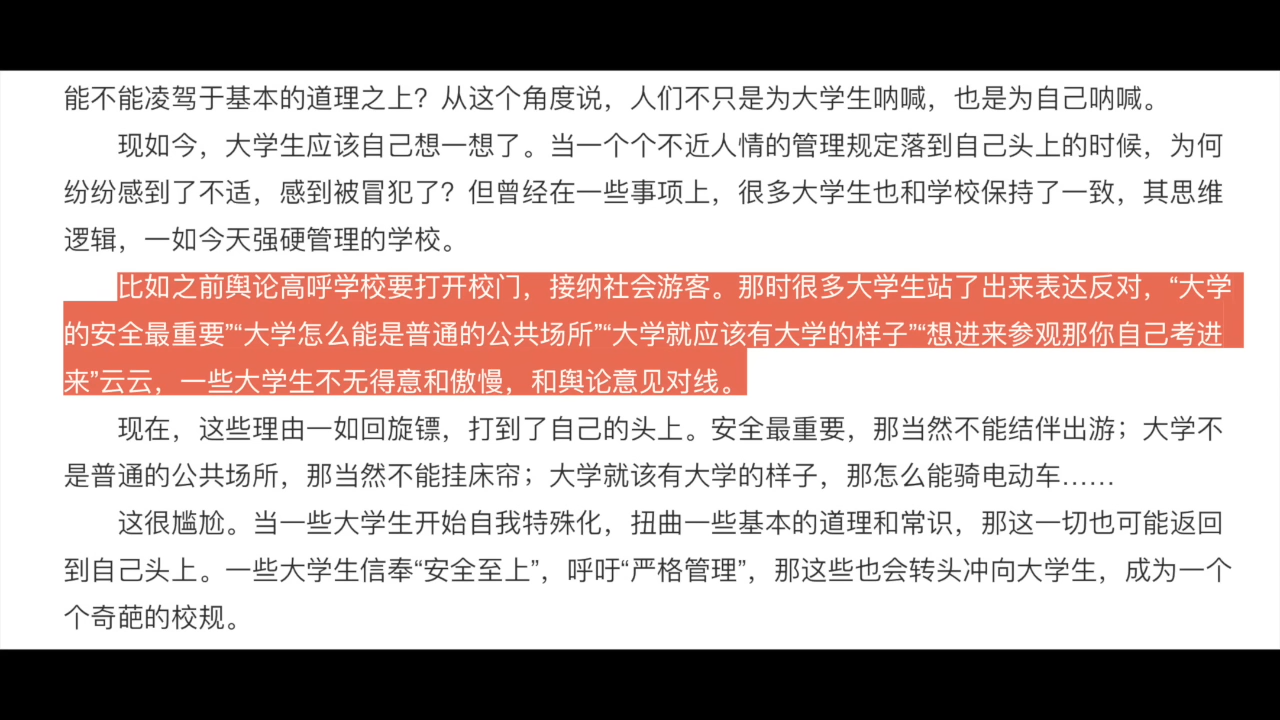 能不能凌驾于基本的道理之上？从这个角度说，人们不只是为大学生呐喊，也是为自己呐喊。
现如今，大学生应该自己想一想了。当一个个不近人情的管理规定落到自己头上的时候，为何
纷纷感到了不适，感到被冒犯了？但曾经在一些事项上，很多大学生也和学校保持了一致，其思维
逻辑，一如今天强硬管理的学校。
比如之前舆论高呼学校要打开校门，接纳社会游客。那时很多大学生站了出来表达反对，“大学
的安全最重要”“大学怎么能是普通的公共场所”“大学就应该有大学的样子”“想进来参观那你自己考进
来”云云，一些大学生不无得意和傲慢，和舆论意见对线。
现在，这些理由一如回旋镖，打到了自己的头上。安全最重要，那当然不能结伴出游；大学不
是普通的公共场所，那当然不能挂床帘；大学就该有大学的样子，那怎么能骑电动车……
这很尴尬。当一些大学生开始自我特殊化，扭曲一些基本的道理和常识，那这一切也可能返回
到自己头上。一些大学生信奉“安全至上”，呼吁“严格管理”，那这些也会转头冲向大学生，成为一个
个奇葩的校规。